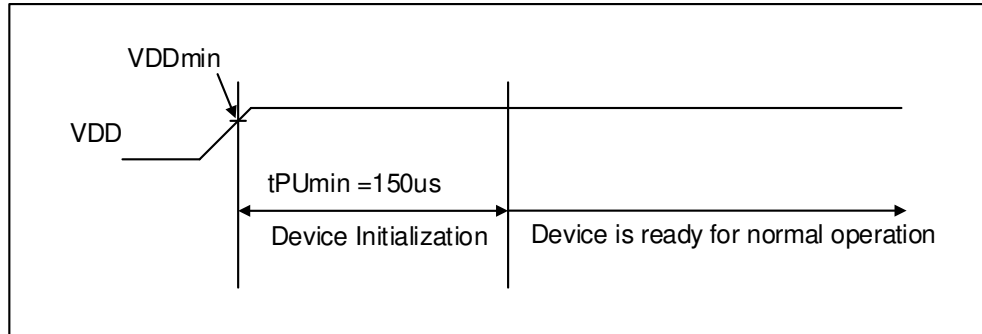 VDDmin
VDD
tPUmin =150us
Device Initialization
Device is ready for normal operation